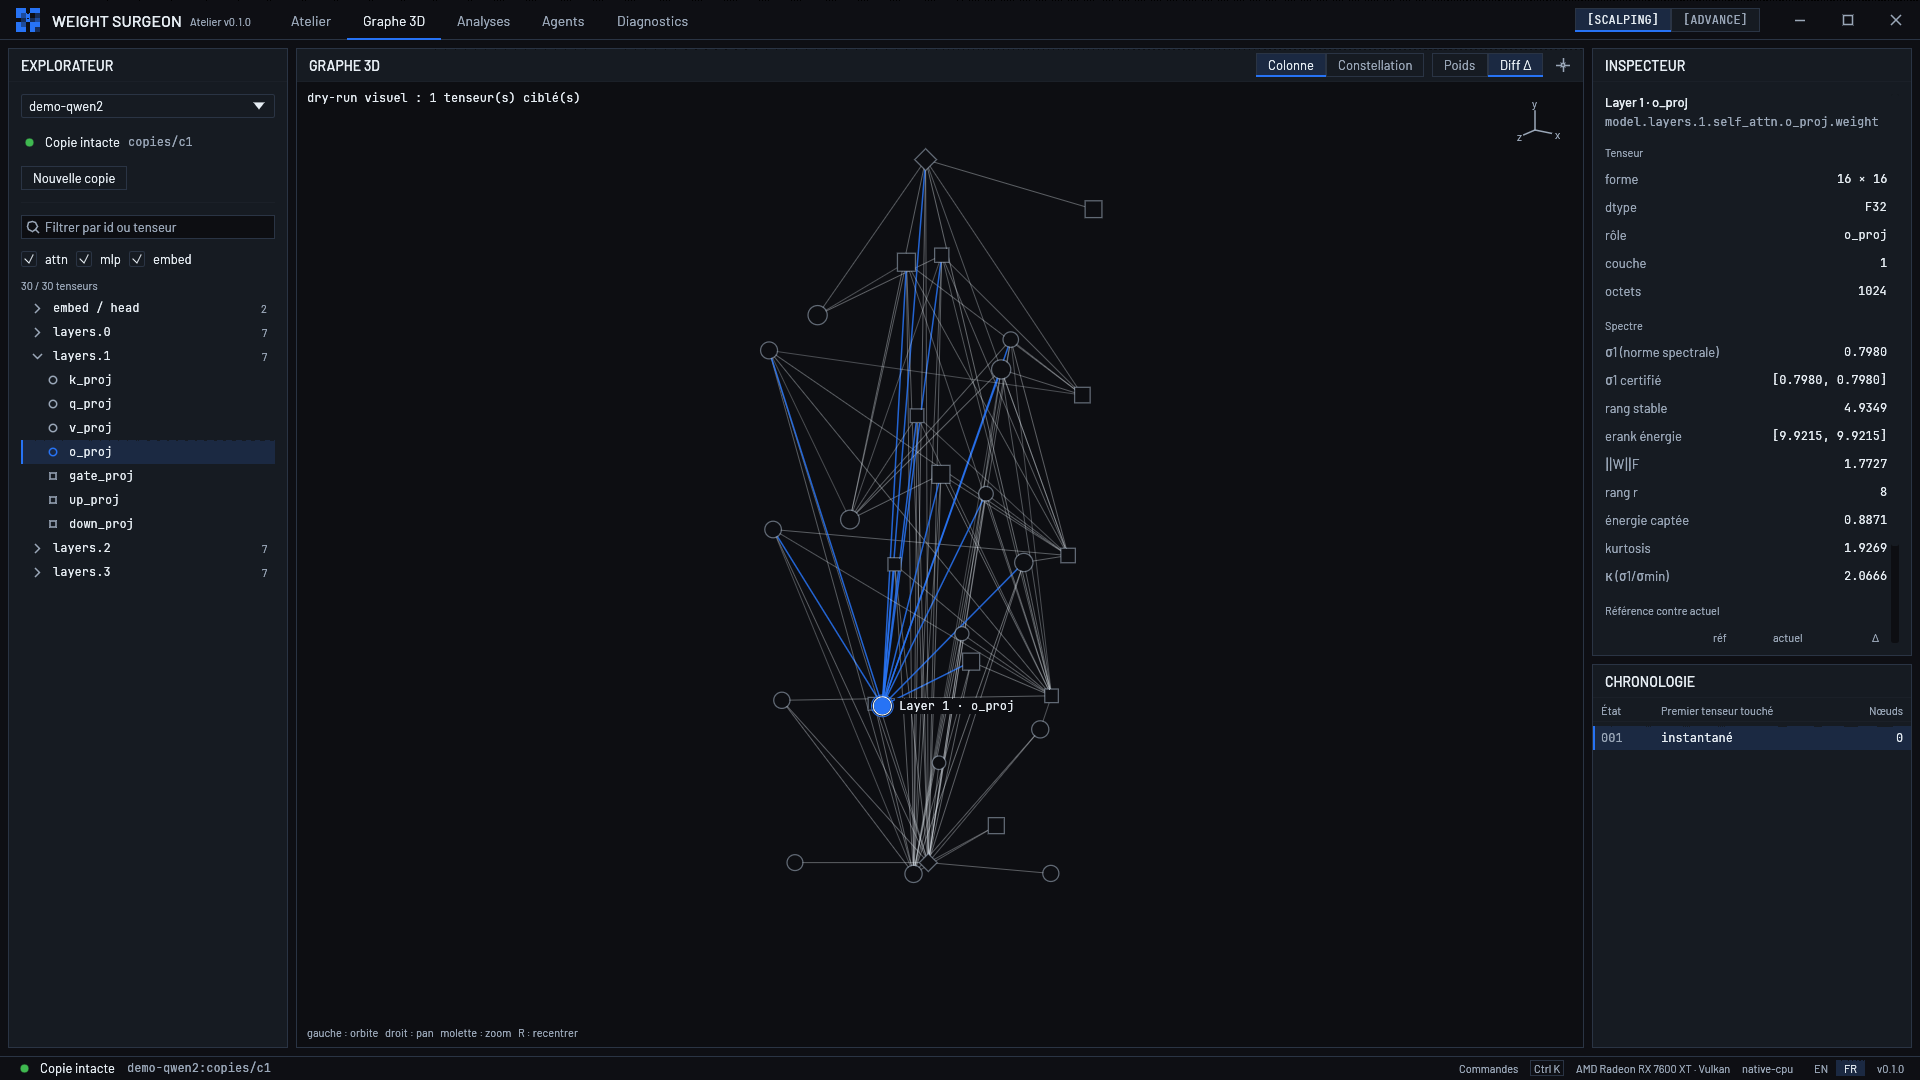 WEIGHT SURGEON Atelier v0.1.0 Atelier Graphe 3D Analyses Agents Diagnostics [SCALPING] [ADVANCE]
EXPLORATEUR
demo-qwen2
Copie intacte copies/c1
Nouvelle copie
Filtrer par id ou tenseur
attn mlp embed
30 / 30 tenseurs
embed / head 2
layers.0 7
layers.1 7
k_proj
q_proj
v_proj
o_proj
gate_proj
up_proj
down_proj
layers.2 7
layers.3 7
GRAPHE 3D Colonne Constellation Poids Diff Δ
dry-run visuel : 1 tenseur(s) ciblé(s)
y
z x
Layer 1 · o_proj
gauche : orbite droit : pan molette : zoom R : recentrer
INSPECTEUR
Layer 1 · o_proj
model.layers.1.self_attn.o_proj.weight
Tenseur
forme 16 × 16
dtype F32
rôle o_proj
couche 1
octets 1024
Spectre
σ1 (norme spectrale) 0.7980
σ1 certifié [0.7980, 0.7980]
rang stable 4.9349
erank énergie [9.9215, 9.9215]
||W||F 1.7727
rang r 8
énergie captée 0.8871
kurtosis 1.9269
κ (σ1/σmin) 2.0666
Référence contre actuel
réf actuel Δ
CHRONOLOGIE
État Premier tenseur touché Nœuds
001 instantané 0
Copie intacte demo-qwen2:copies/c1 Commandes Ctrl K AMD Radeon RX 7600 XT · Vulkan native-cpu EN FR v0.1.0